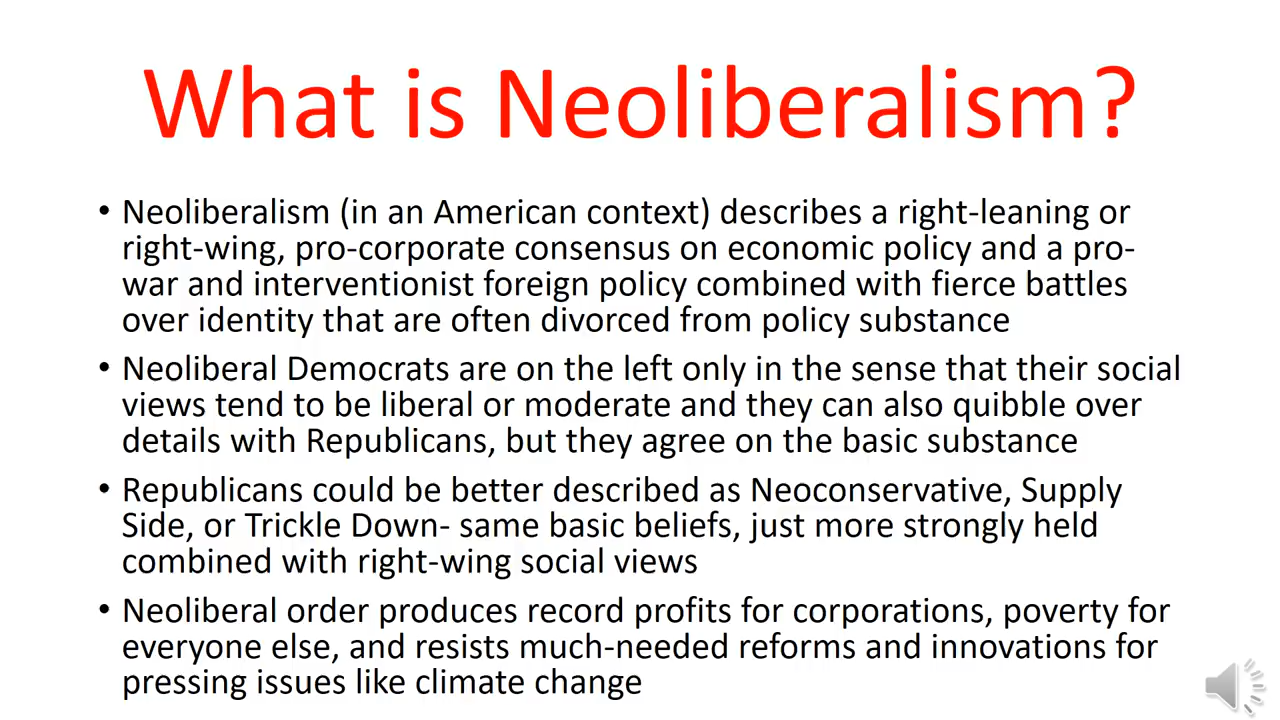 What is Neoliberalism?
• Neoliberalism (in an American context) describes a right-leaning or
right-wing, pro-corporate consensus on economic policy and a pro-
war and interventionist foreign policy combined with fierce battles
over identity that are often divorced from policy substance
• Neoliberal Democrats are on the left only in the sense that their social
views tend to be liberal or moderate and they can also quibble over
details with Republicans, but they agree on the basic substance
• Republicans could be better described as Neoconservative, Supply
Side, or Trickle Down- same basic beliefs, just more strongly held
combined with right-wing social views
• Neoliberal order produces record profits for corporations, poverty for
everyone else, and resists much-needed reforms and innovations for
pressing issues like climate change